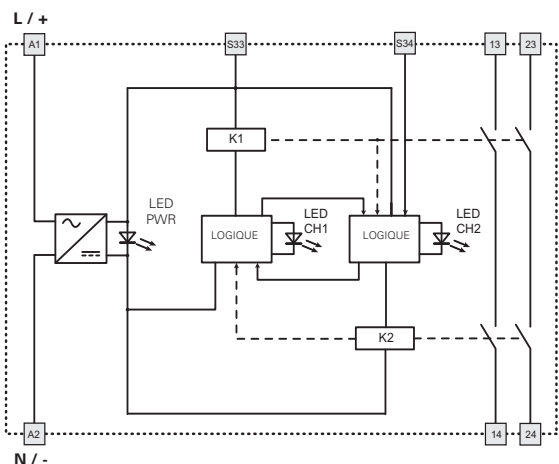 L / +
A1
S33
S34
13
23
K1
LED
PWR
LOGIQUE
LED
CH1
LOGIQUE
LED
CH2
K2
A2
14
24
N / -